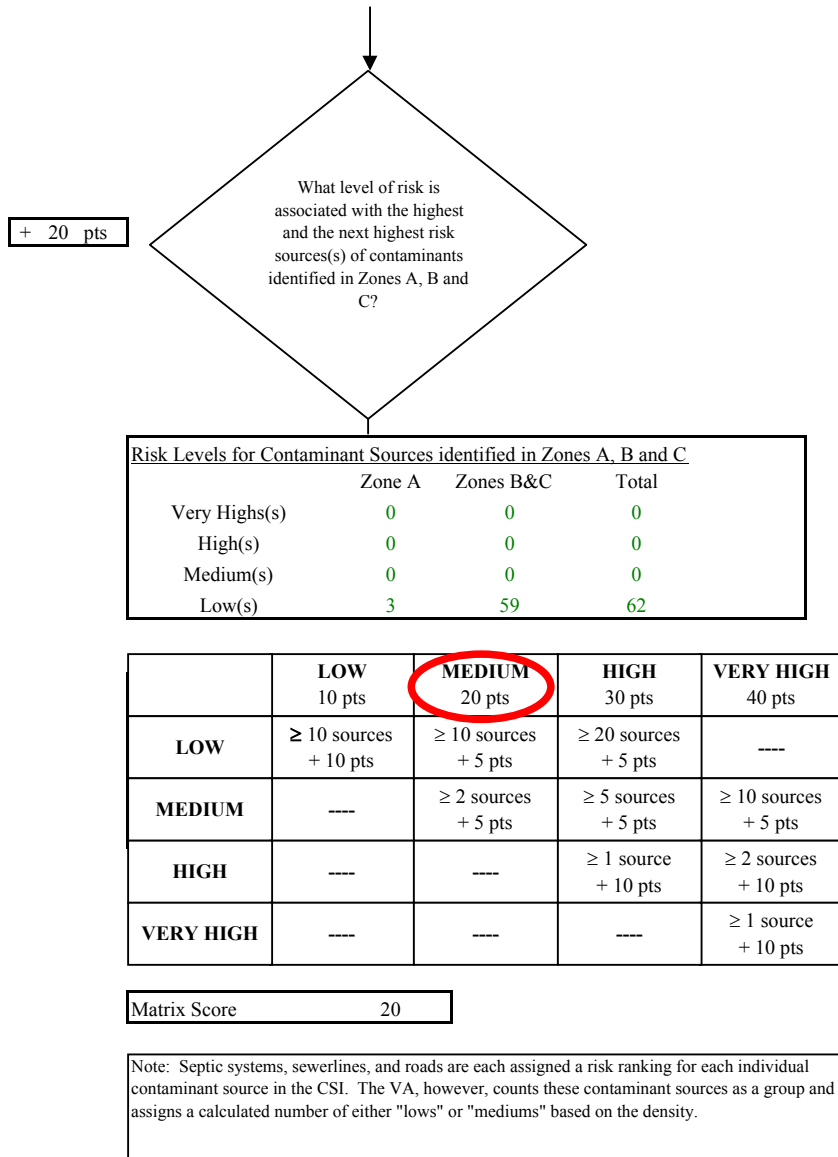 What level of risk is
associated with the highest
and the next highest risk
sources(s) of contaminants
identified in Zones A, B and
C?
+ 20 pts
Risk Levels for Contaminant Sources identified in Zones A, B and C
Zone A Zones B&C Total
Very Highs(s) 0 0 0
High(s) 0 0 0
Medium(s) 0 0 0
Low(s) 3 59 62
LOW MEDIUM HIGH VERY HIGH
10 pts 20 pts 30 pts 40 pts
LOW ≥ 10 sources ≥ 10 sources ≥ 20 sources ----
+ 10 pts + 5 pts + 5 pts
MEDIUM ---- ≥ 2 sources ≥ 5 sources ≥ 10 sources
+ 5 pts + 5 pts + 5 pts
HIGH ---- ---- ≥ 1 source ≥ 2 sources
+ 10 pts + 10 pts
VERY HIGH ---- ---- ---- ≥ 1 source
+ 10 pts
Matrix Score 20
Note: Septic systems, sewerlines, and roads are each assigned a risk ranking for each individual
contaminant source in the CSI. The VA, however, counts these contaminant sources as a group and
assigns a calculated number of either "lows" or "mediums" based on the density.